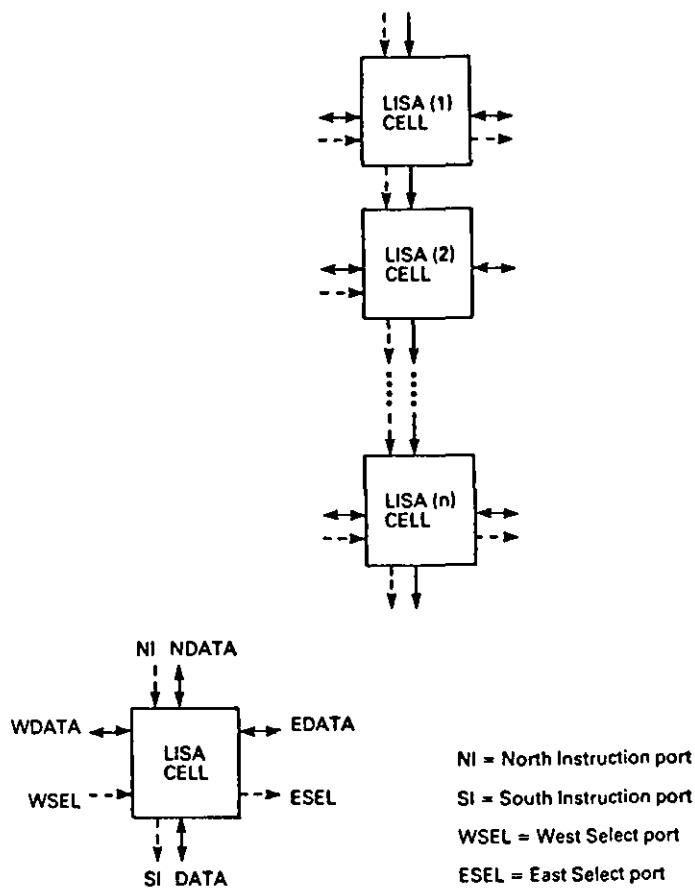 LISA (1)
CELL
LISA (2)
CELL
LISA (n)
CELL
NI NDATA
WDATA
EDATA
LISA
CELL
WSEL
ESEL
SI DATA
NI = North Instruction port
SI = South Instruction port
WSEL = West Select port
ESEL = East Select port